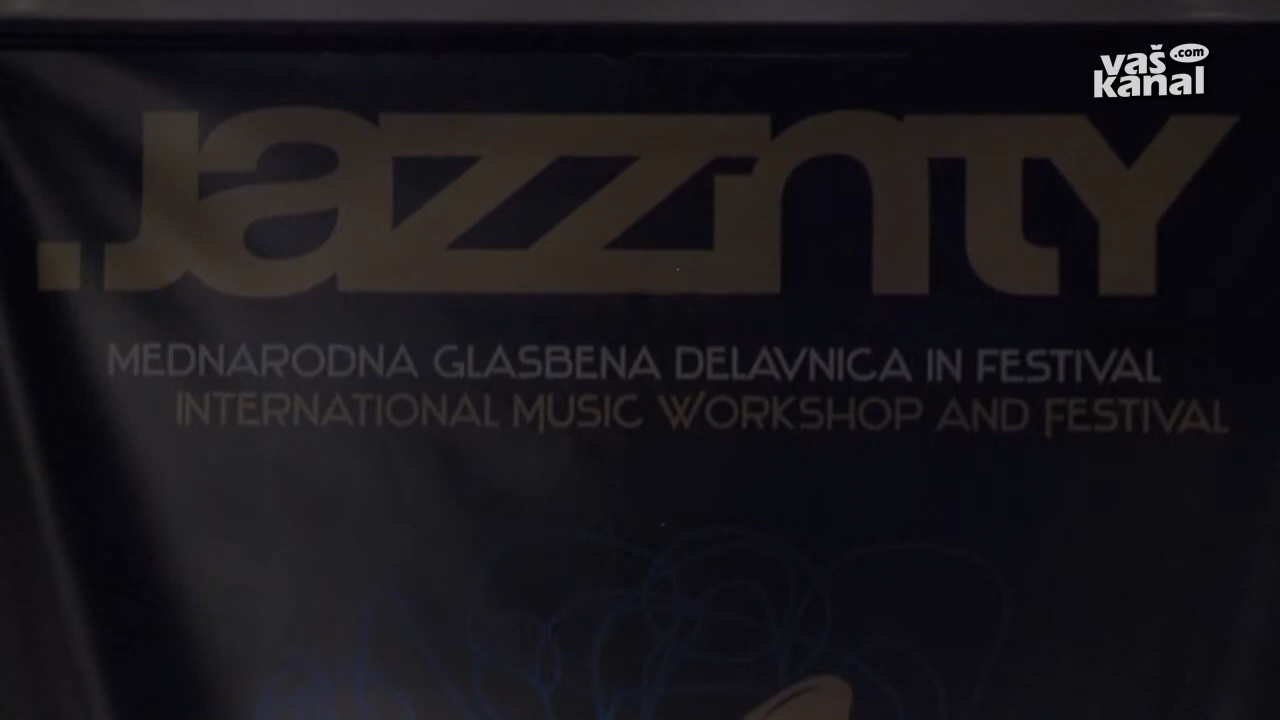 vaš .com
kanal
.Jazzinty
MEDNARODNA GLASBENA DELAVNICA IN FESTIVAL
INTERNATIONAL MUSIC WORKSHOP AND FESTIVAL